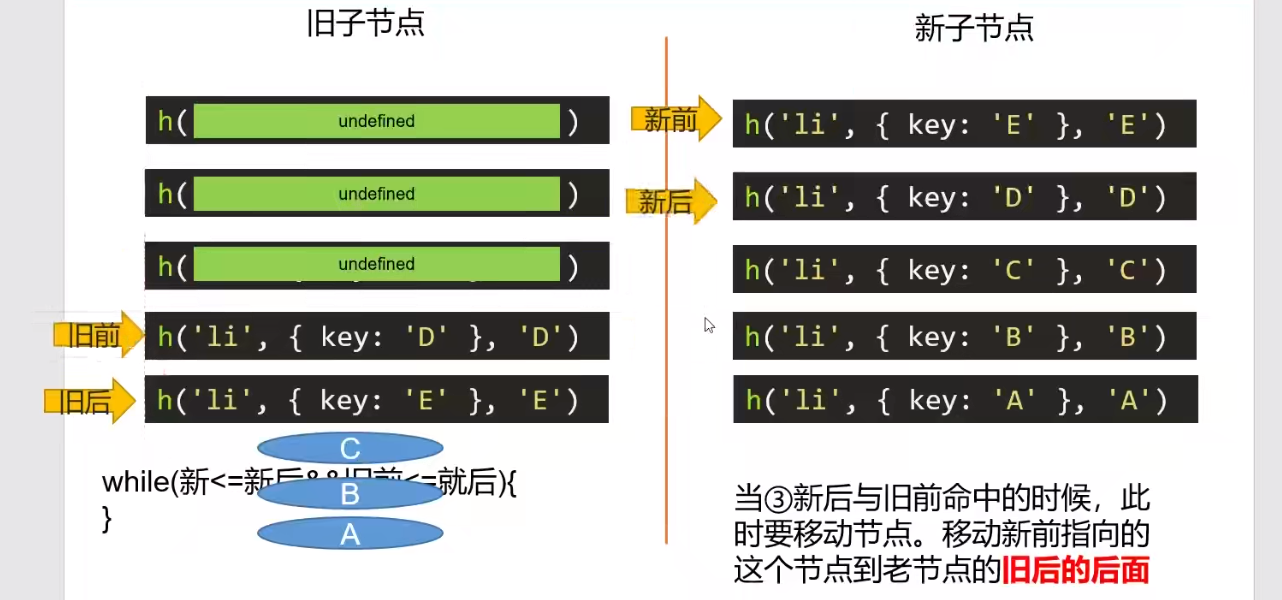 旧子节点
新子节点
h( undefined )
新前
h('li', { key: 'E' }, 'E')
h( undefined )
新后
h('li', { key: 'D' }, 'D')
h( undefined )
h('li', { key: 'C' }, 'C')
旧前
h('li', { key: 'D' }, 'D')
h('li', { key: 'B' }, 'B')
旧后
h('li', { key: 'E' }, 'E')
h('li', { key: 'A' }, 'A')
C
while(新<=新后&&旧前<=就后){
B
}
A
当③新后与旧前命中的时候，此
时要移动节点。移动新前指向的
这个节点到老节点的旧后的后面